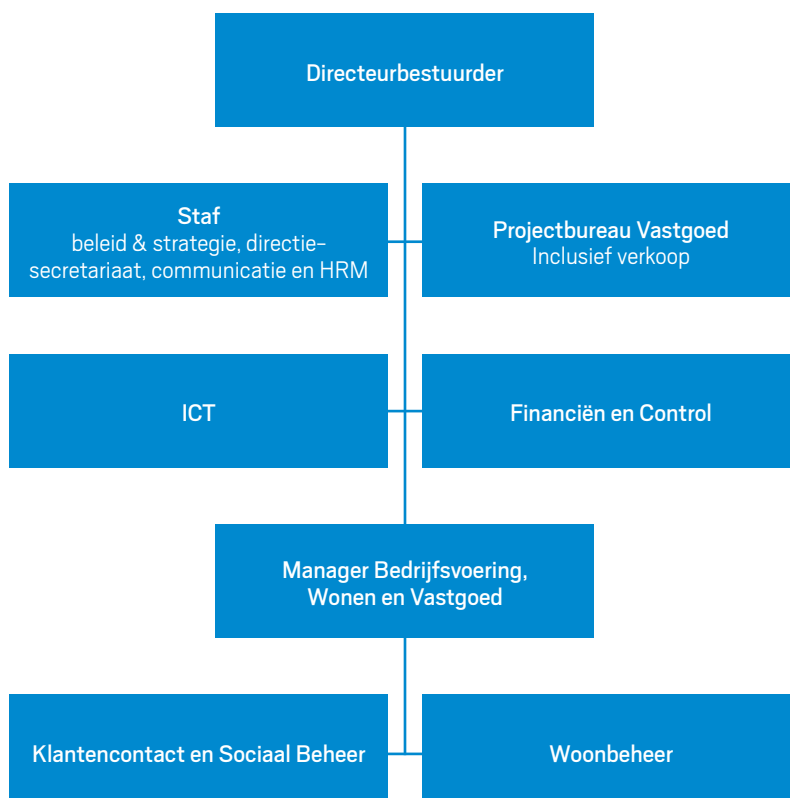 Directeurbestuurder
Staf
beleid & strategie, directie-
secretariaat, communicatie en HRM
Projectbureau Vastgoed
Inclusief verkoop
ICT
Financiën en Control
Manager Bedrijfsvoering,
Wonen en Vastgoed
Klantencontact en Sociaal Beheer
Woonbeheer